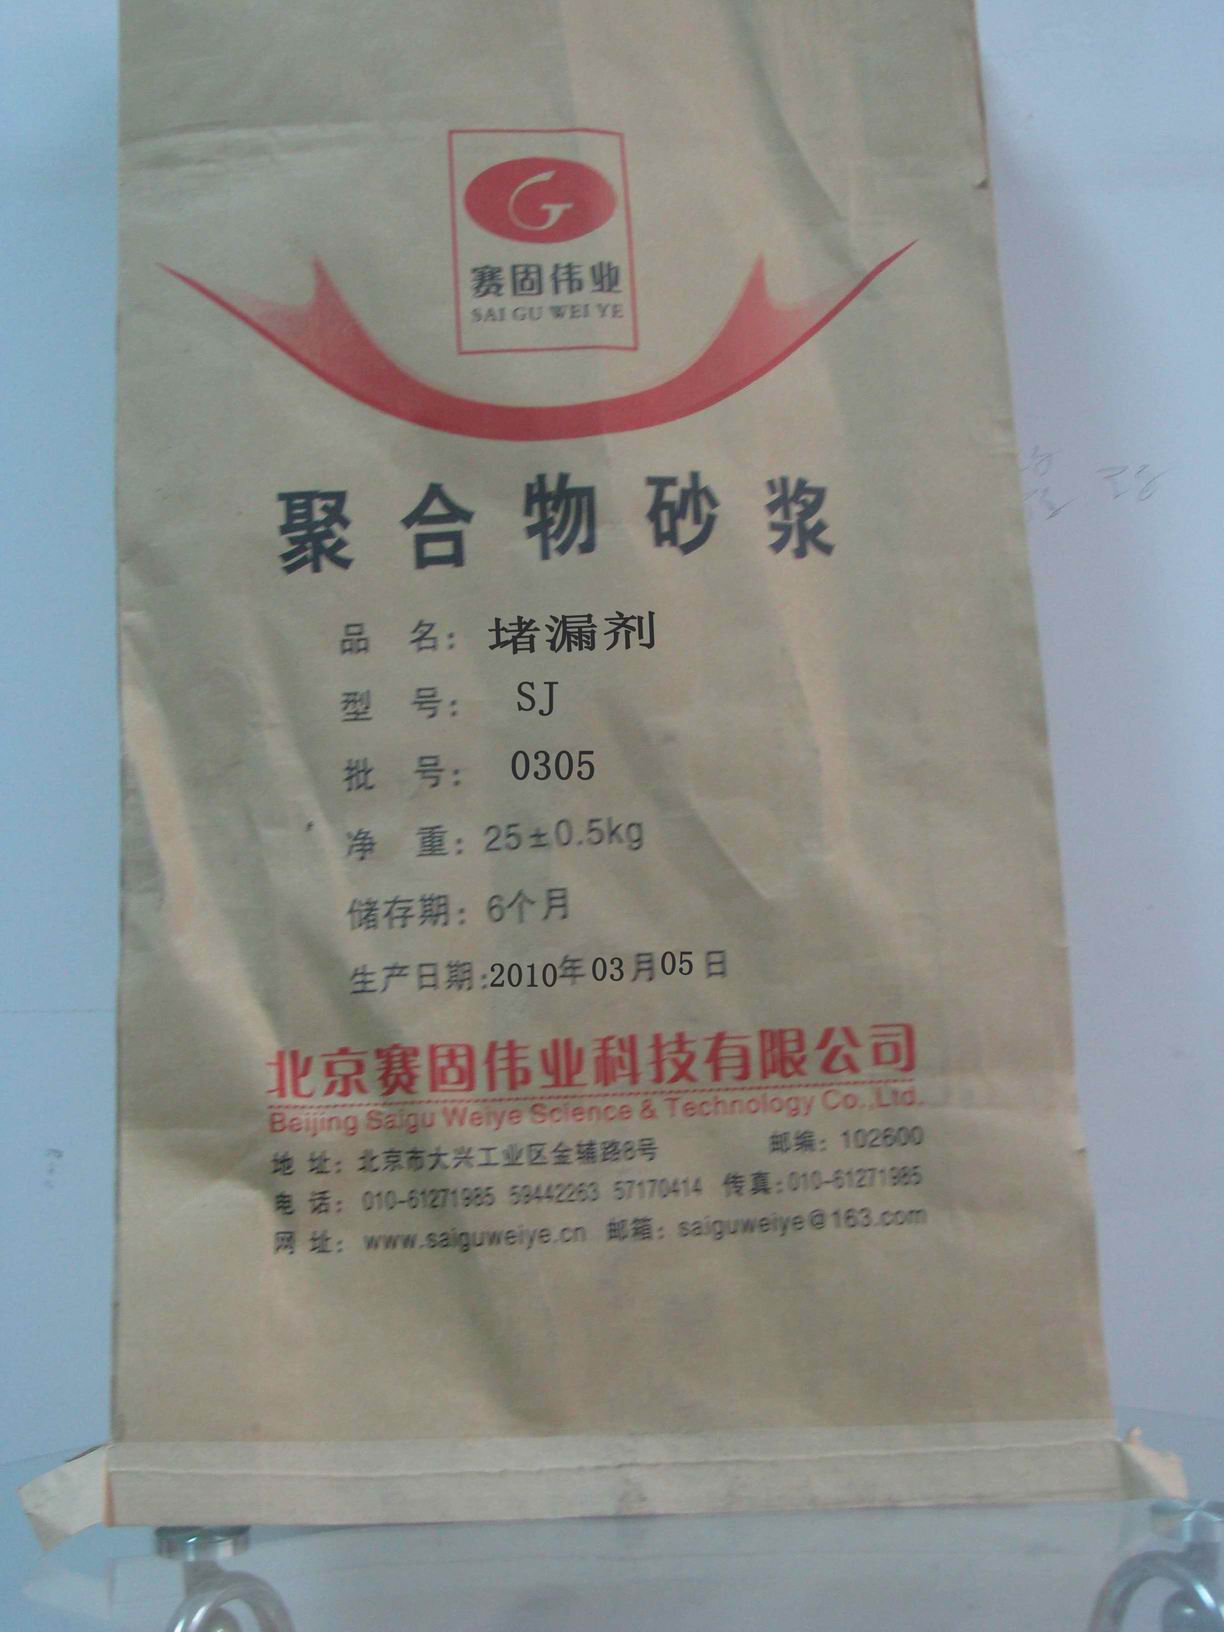 赛固伟业
SAI GU WEI YE
聚合物砂浆
品 名: 堵漏剂
型 号: SJ
批 号: 0305
净 重: 25±0.5kg
储存期: 6个月
生产日期:2010年03月05日
北京赛固伟业科技有限公司
Beijing Saigu Weiye Science & Technology Co.,Ltd.
地 址: 北京市大兴工业区金辅路8号 邮编: 102600
电 话: 010-61271985 59442263 57170414 传真:010-61271985
网 址: www.saiguweiye.cn 邮箱: saiguweiye@163.com